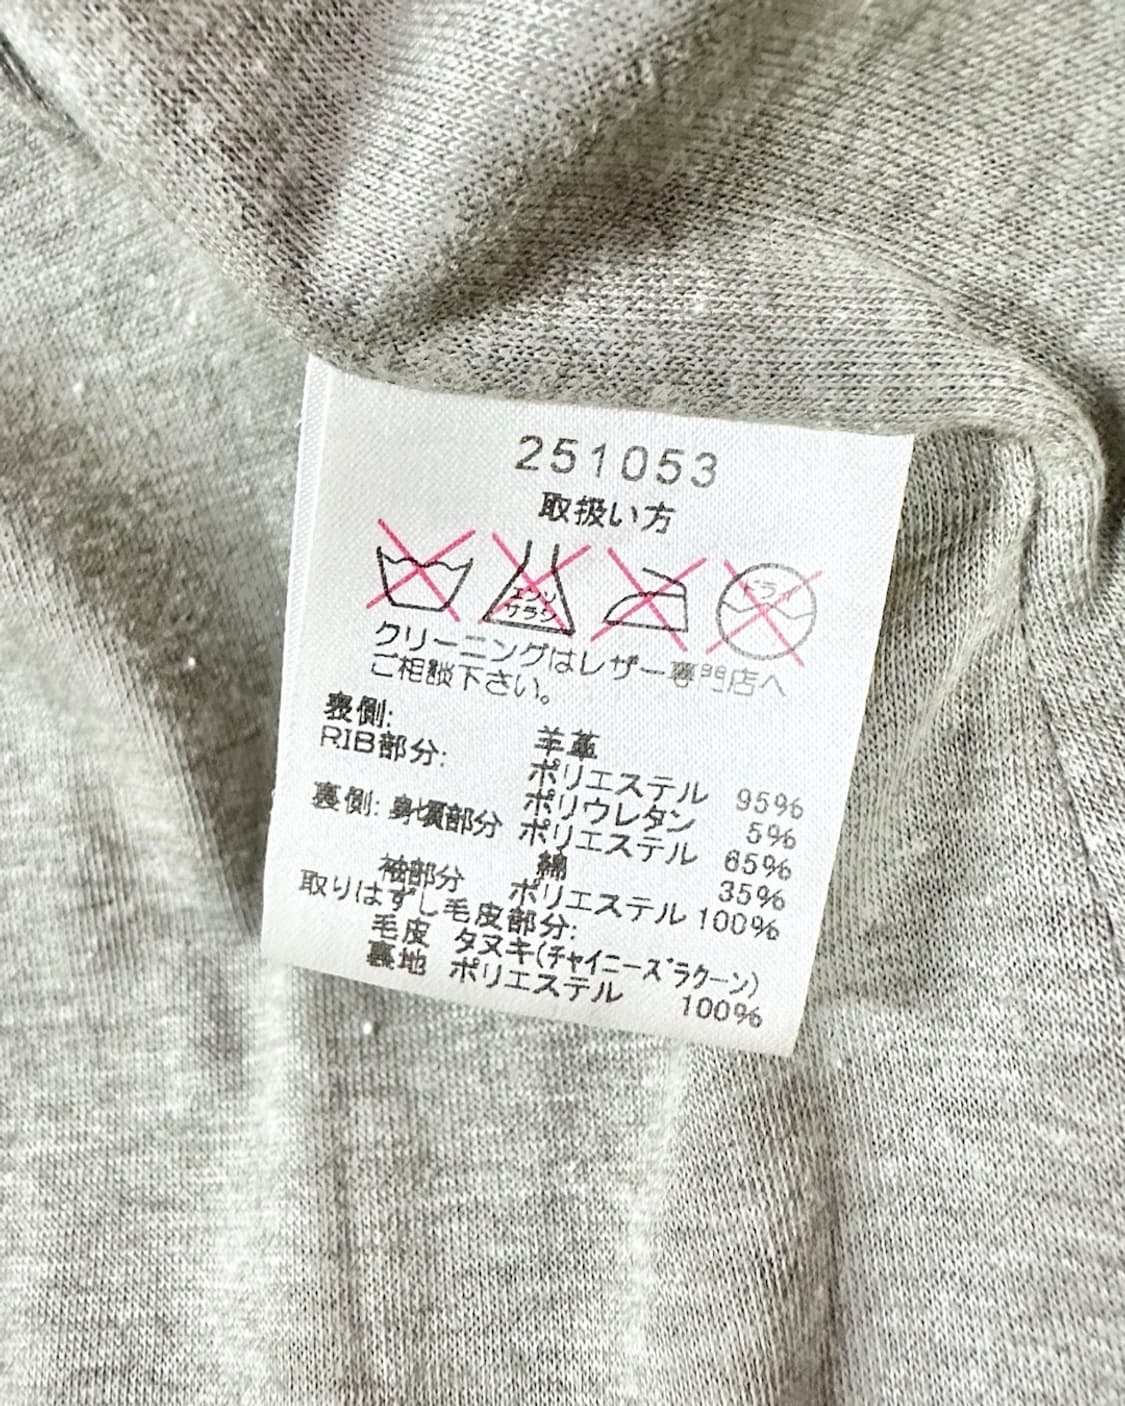 251053
取扱い方
エンソ
サラシ
ドライ
クリーニングはレザー専門店へ
ご相談下さい。
表側: 羊革
RIB部分: ポリエステル 95%
ポリウレタン 5%
裏側: 身頃部分 ポリエステル 65%
綿 35%
袖部分 ポリエステル 100%
取りはずし毛皮部分:
毛皮 タヌキ(チャイニーズラクーン)
裏地 ポリエステル 100%